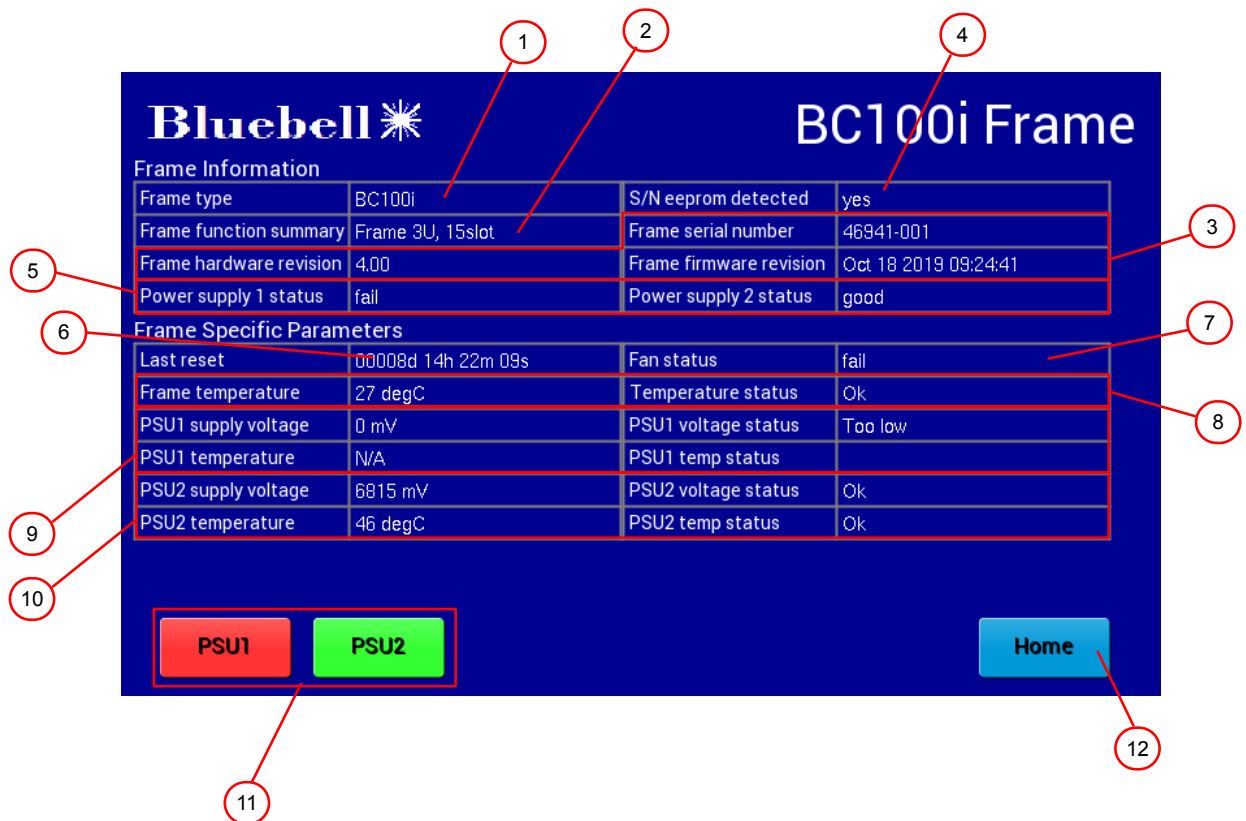 1
2
4
Bluebell
BC100i Frame
Frame Information
Frame type BC100i S/N eeprom detected yes
Frame function summary Frame 3U, 15slot Frame serial number 46941-001
3
Frame hardware revision 4.00 Frame firmware revision Oct 18 2019 09:24:41
5
Power supply 1 status fail Power supply 2 status good
6
Frame Specific Parameters
7
Last reset 00008d 14h 22m 09s Fan status fail
Frame temperature 27 degC Temperature status Ok
8
PSU1 supply voltage 0 mV PSU1 voltage status Too low
PSU1 temperature N/A PSU1 temp status
PSU2 supply voltage 6815 mV PSU2 voltage status Ok
9
PSU2 temperature 46 degC PSU2 temp status Ok
10
PSU1 PSU2 Home
12
11